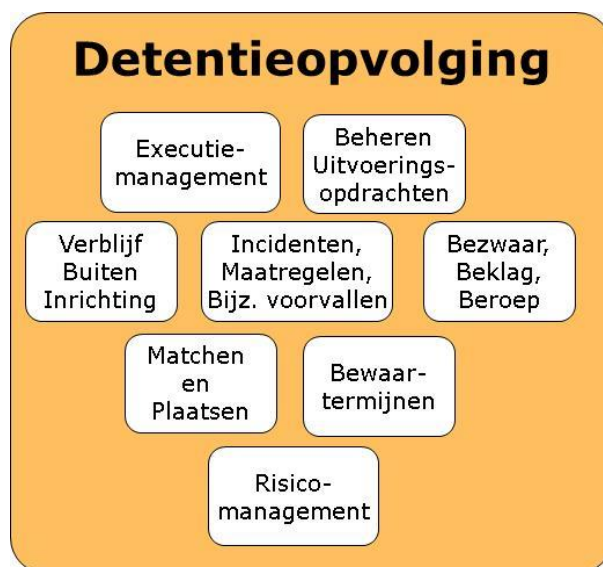 Detentieopvolging
Executie-
management
Beheren
Uitvoerings-
opdrachten
Verblijf
Buiten
Inrichting
Incidenten,
Maatregelen,
Bijz. voorvallen
Bezwaar,
Beklag,
Beroep
Matchen
en
Plaatsen
Bewaar-
termijnen
Risico-
management